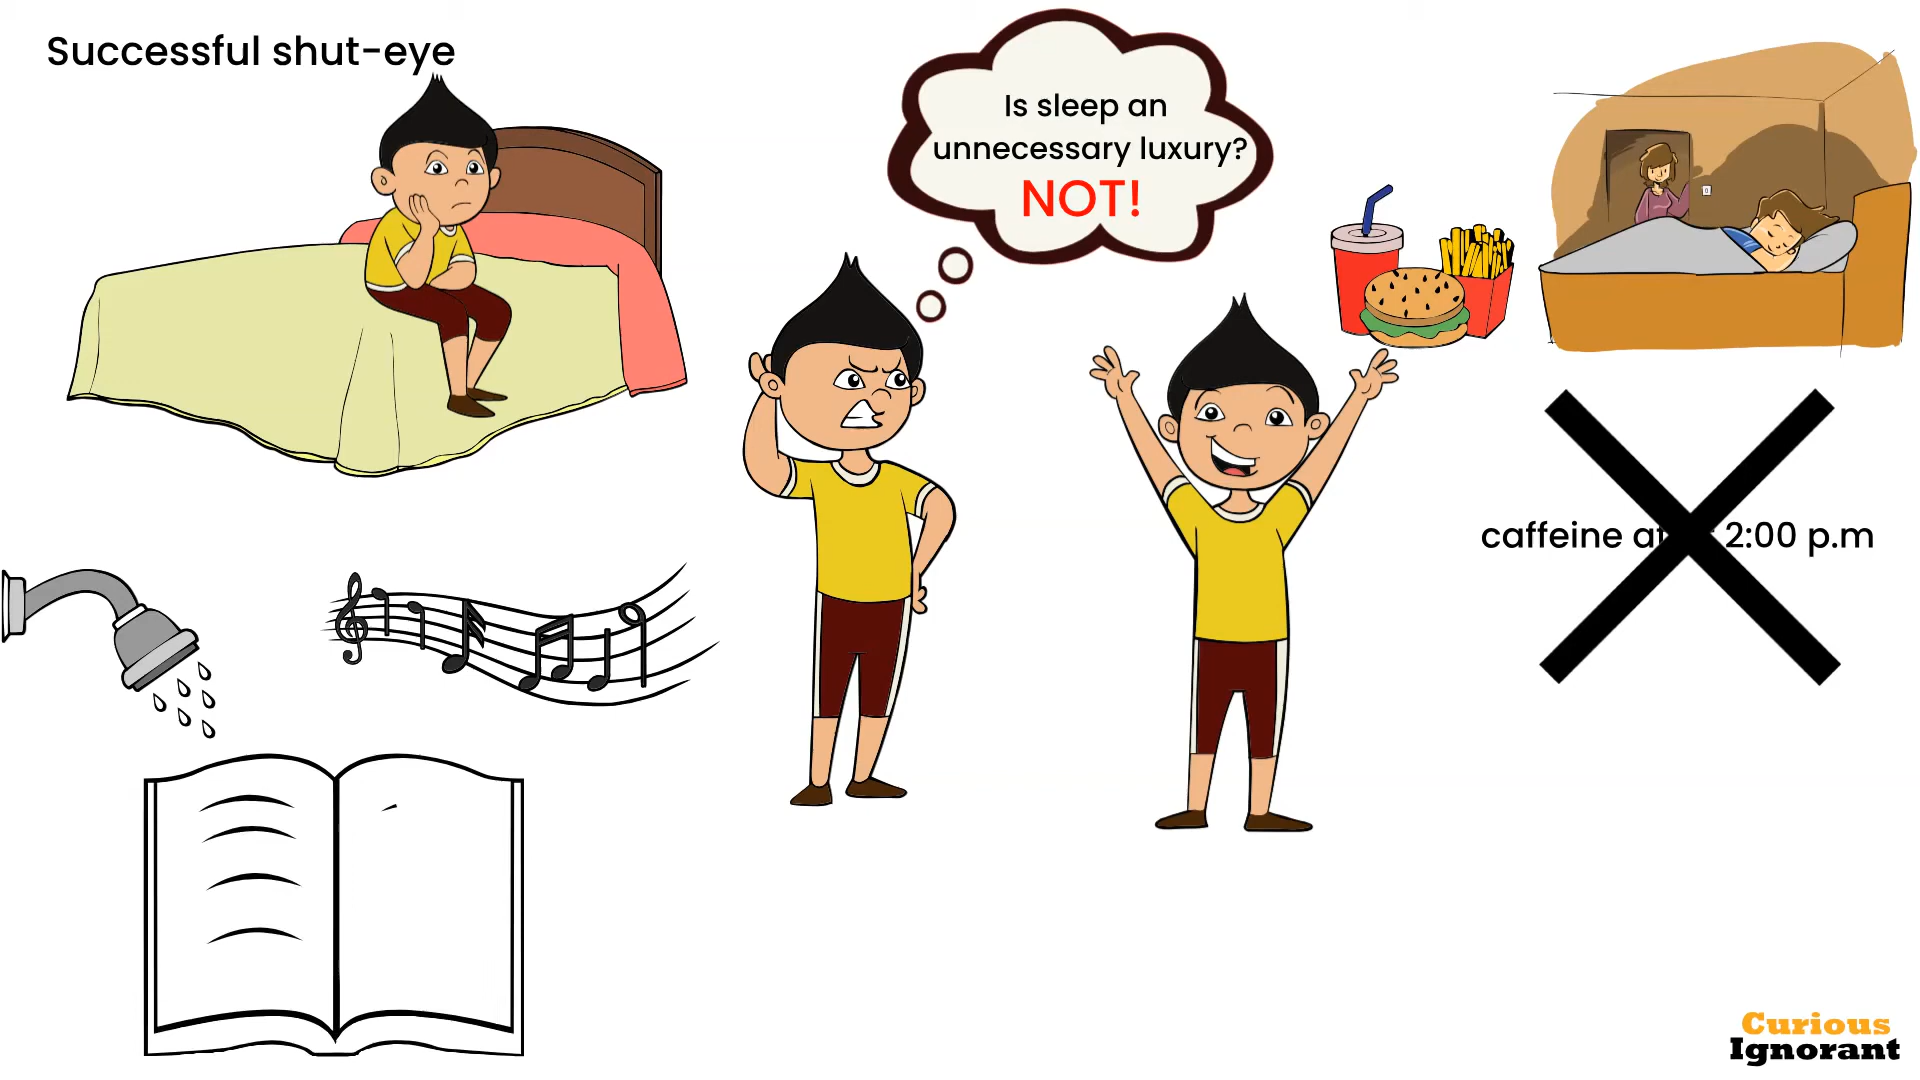 Successful shut-eye
Is sleep an
unnecessary luxury?
NOT!
caffeine 2:00 p.m
Curious
Ignorant